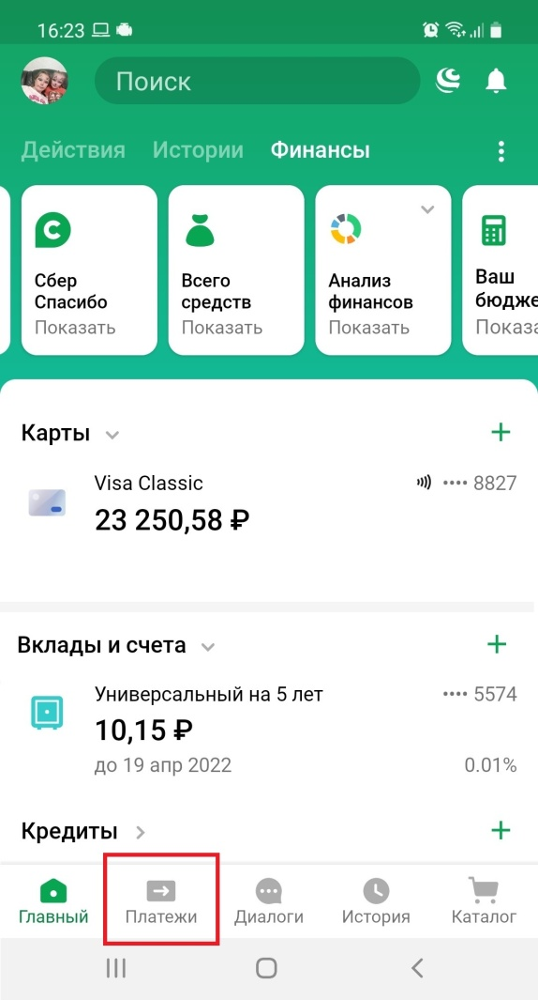 16:23
Поиск
Действия Истории Финансы
Сбер
Спасибо
Показать
Всего
средств
Показать
Анализ
финансов
Показать
Ваш
бюдже
Показа
Карты
Visa Classic •••• 8827
23 250,58 ₽
Вклады и счета
Универсальный на 5 лет •••• 5574
10,15 ₽
до 19 апр 2022 0.01%
Кредиты
Главный Платежи Диалоги История Каталог